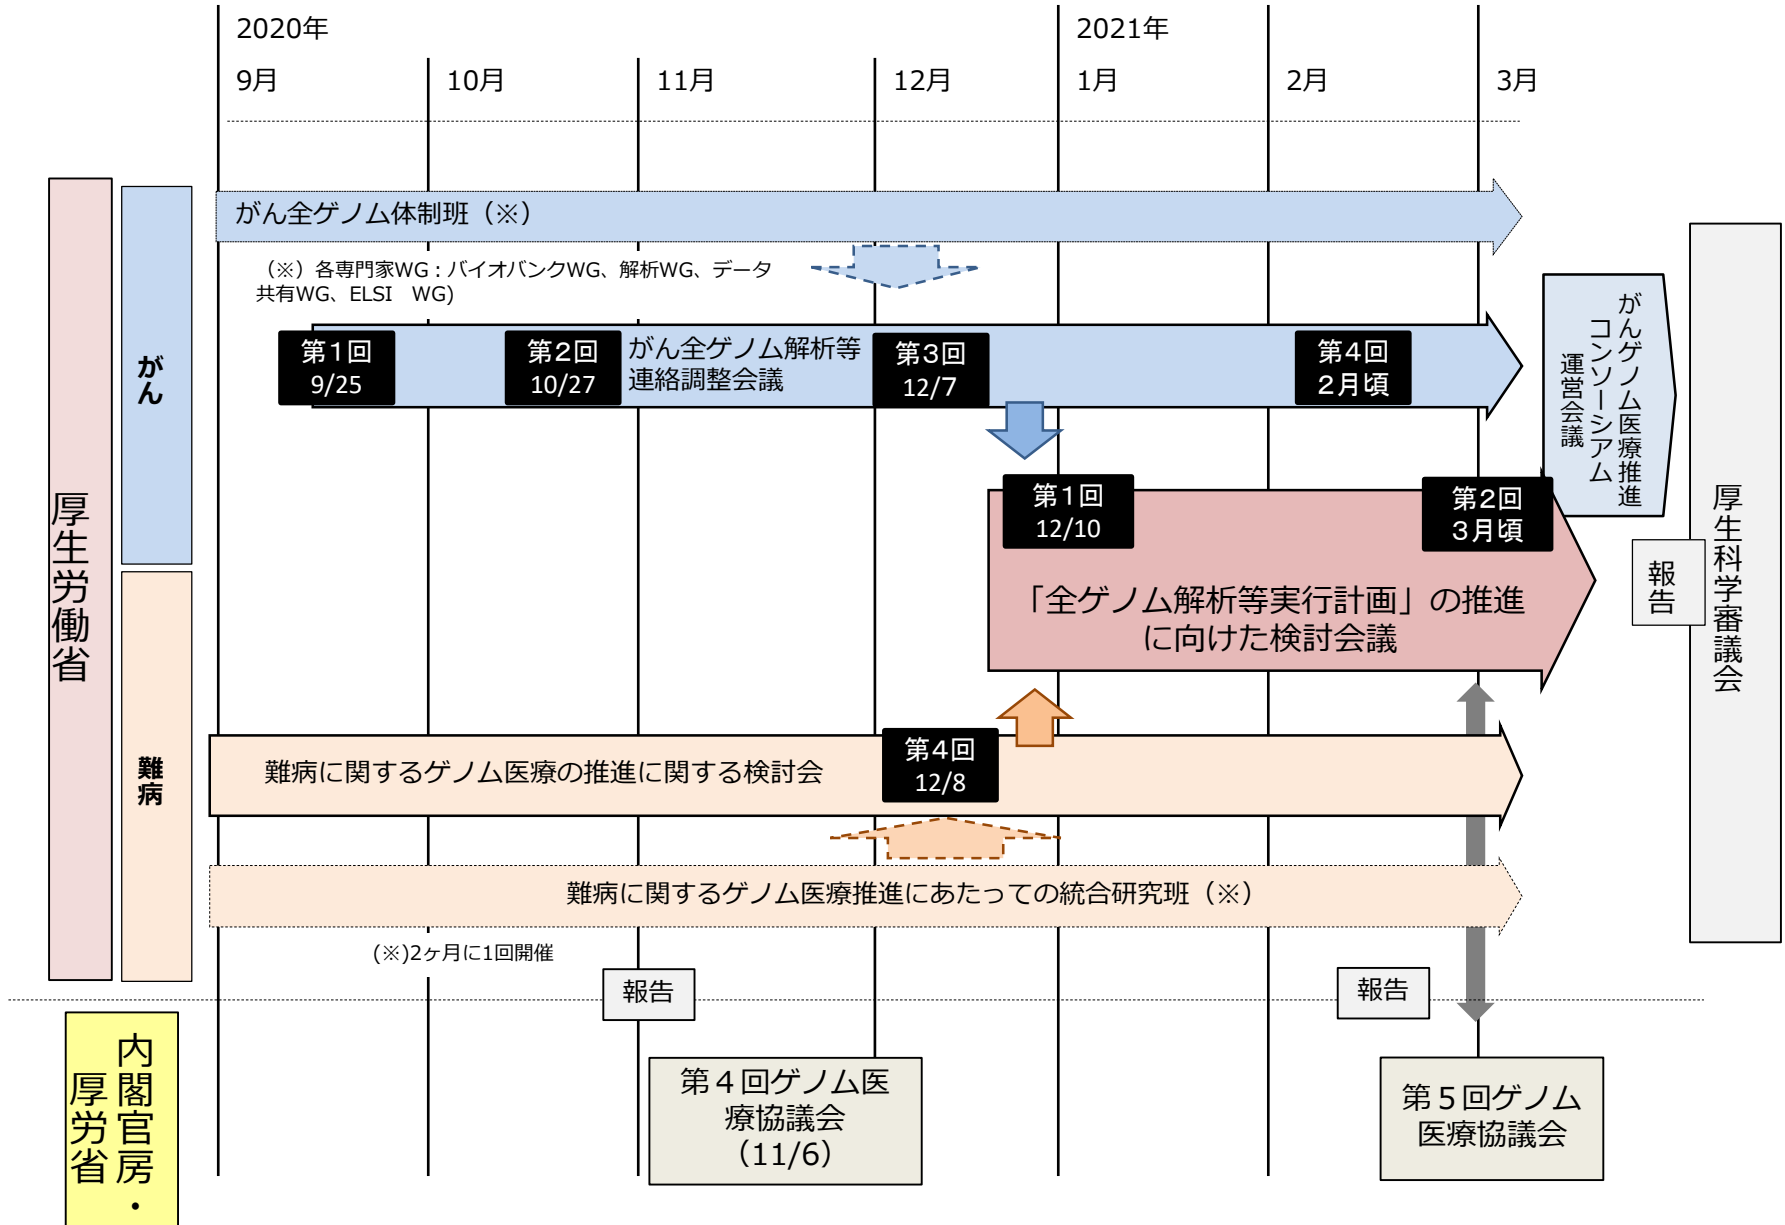 2020年
2021年
9月
10月
11月
12月
1月
2月
3月
厚生労働省
がん
がん全ゲノム体制班（※）
（※）各専門家WG：バイオバンクWG、解析WG、データ
共有WG、ELSI　WG)
第１回
9/25
第２回
10/27
がん全ゲノム解析等
連絡調整会議
第３回
12/7
第４回
２月頃
がんゲノム医療推進
コンソーシアム
運営会議
第１回
12/10
第２回
３月頃
「全ゲノム解析等実行計画」の推進
に向けた検討会議
報告
厚生科学審議会
難病
難病に関するゲノム医療の推進に関する検討会
第４回
12/8
難病に関するゲノム医療推進にあたっての統合研究班（※）
(※)2ヶ月に1回開催
報告
報告
内閣官房・
厚労省
第４回ゲノム医
療協議会
（11/6）
第５回ゲノム
医療協議会